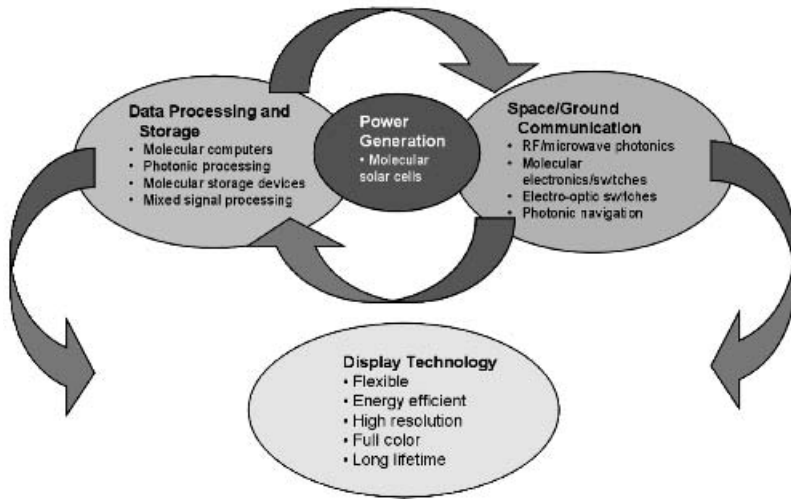 Data Processing and
Storage
• Molecular computers
• Photonic processing
• Molecular storage devices
• Mixed signal processing
Power
Generation
• Molecular
solar cells
Space/Ground
Communication
• RF/microwave photonics
• Molecular
electronics/switches
• Electro-optic switches
• Photonic navigation
Display Technology
• Flexible
• Energy efficient
• High resolution
• Full color
• Long lifetime